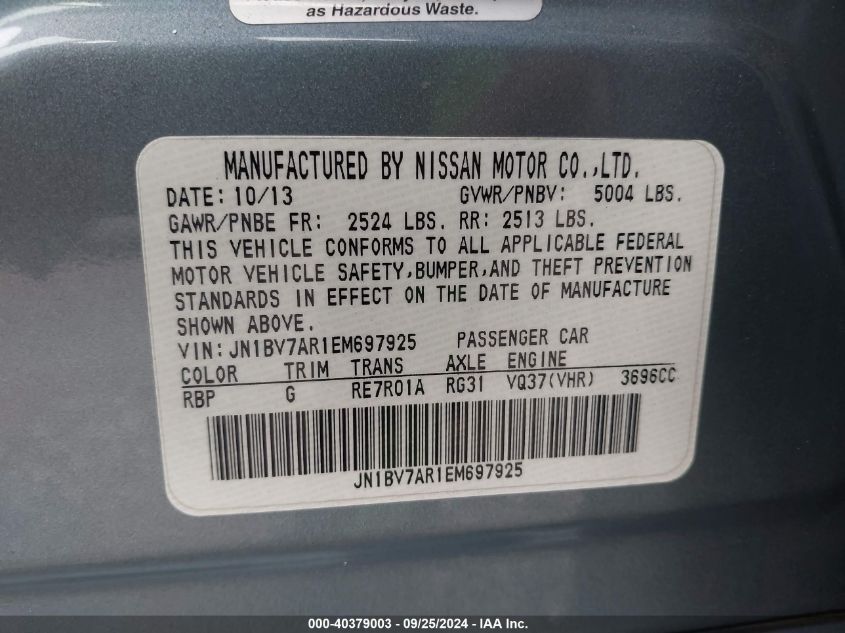 as Hazardous Waste.
MANUFACTURED BY NISSAN MOTOR CO.,LTD.
DATE: 10/13 GVWR/PNBV: 5004 LBS.
GAWR/PNBE FR: 2524 LBS. RR: 2513 LBS.
THIS VEHICLE CONFORMS TO ALL APPLICABLE FEDERAL
MOTOR VEHICLE SAFETY,BUMPER,AND THEFT PREVENTION
STANDARDS IN EFFECT ON THE DATE OF MANUFACTURE
SHOWN ABOVE.
VIN:JN1BV7AR1EM697925 PASSENGER CAR
COLOR TRIM TRANS AXLE ENGINE
RBP G RE7R01A RG31 VQ37(VHR) 3696CC
JN1BV7AR1EM697925
000-40379003 - 09/25/2024 - IAA Inc.